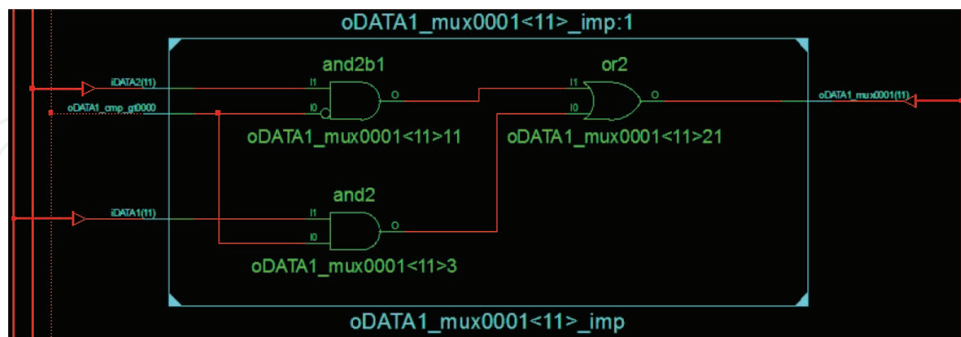 oDATA1_mux0001<11>_imp:1
and2b1
or2
iDATA2(11)
I1
O
I1
oDATA1_cmp_gt0000
I0
I0
O
oDATA1_mux0001(11)
oDATA1_mux0001<11>11
oDATA1_mux0001<11>21
and2
iDATA1(11)
I1
O
I0
oDATA1_mux0001<11>3
oDATA1_mux0001<11>_imp